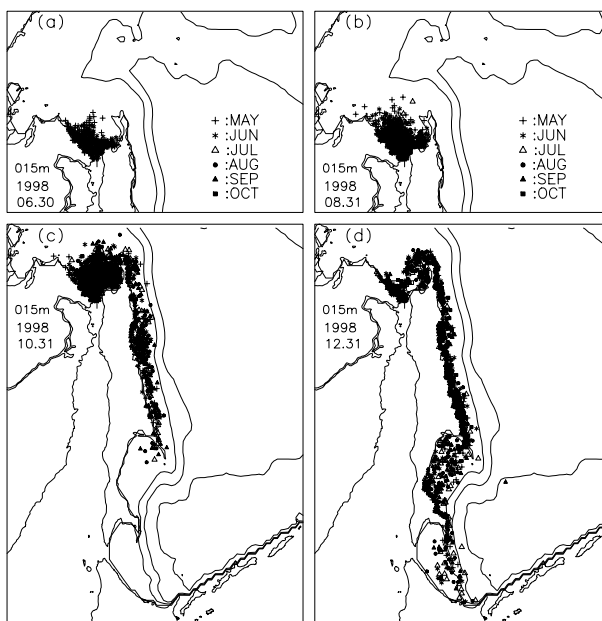 (a)
+ :MAY
* :JUN
△ :JUL
● :AUG
▲ :SEP
■ :OCT
015m
1998
06.30
(b)
+ :MAY
* :JUN
△ :JUL
● :AUG
▲ :SEP
■ :OCT
015m
1998
08.31
(c)
015m
1998
10.31
(d)
015m
1998
12.31